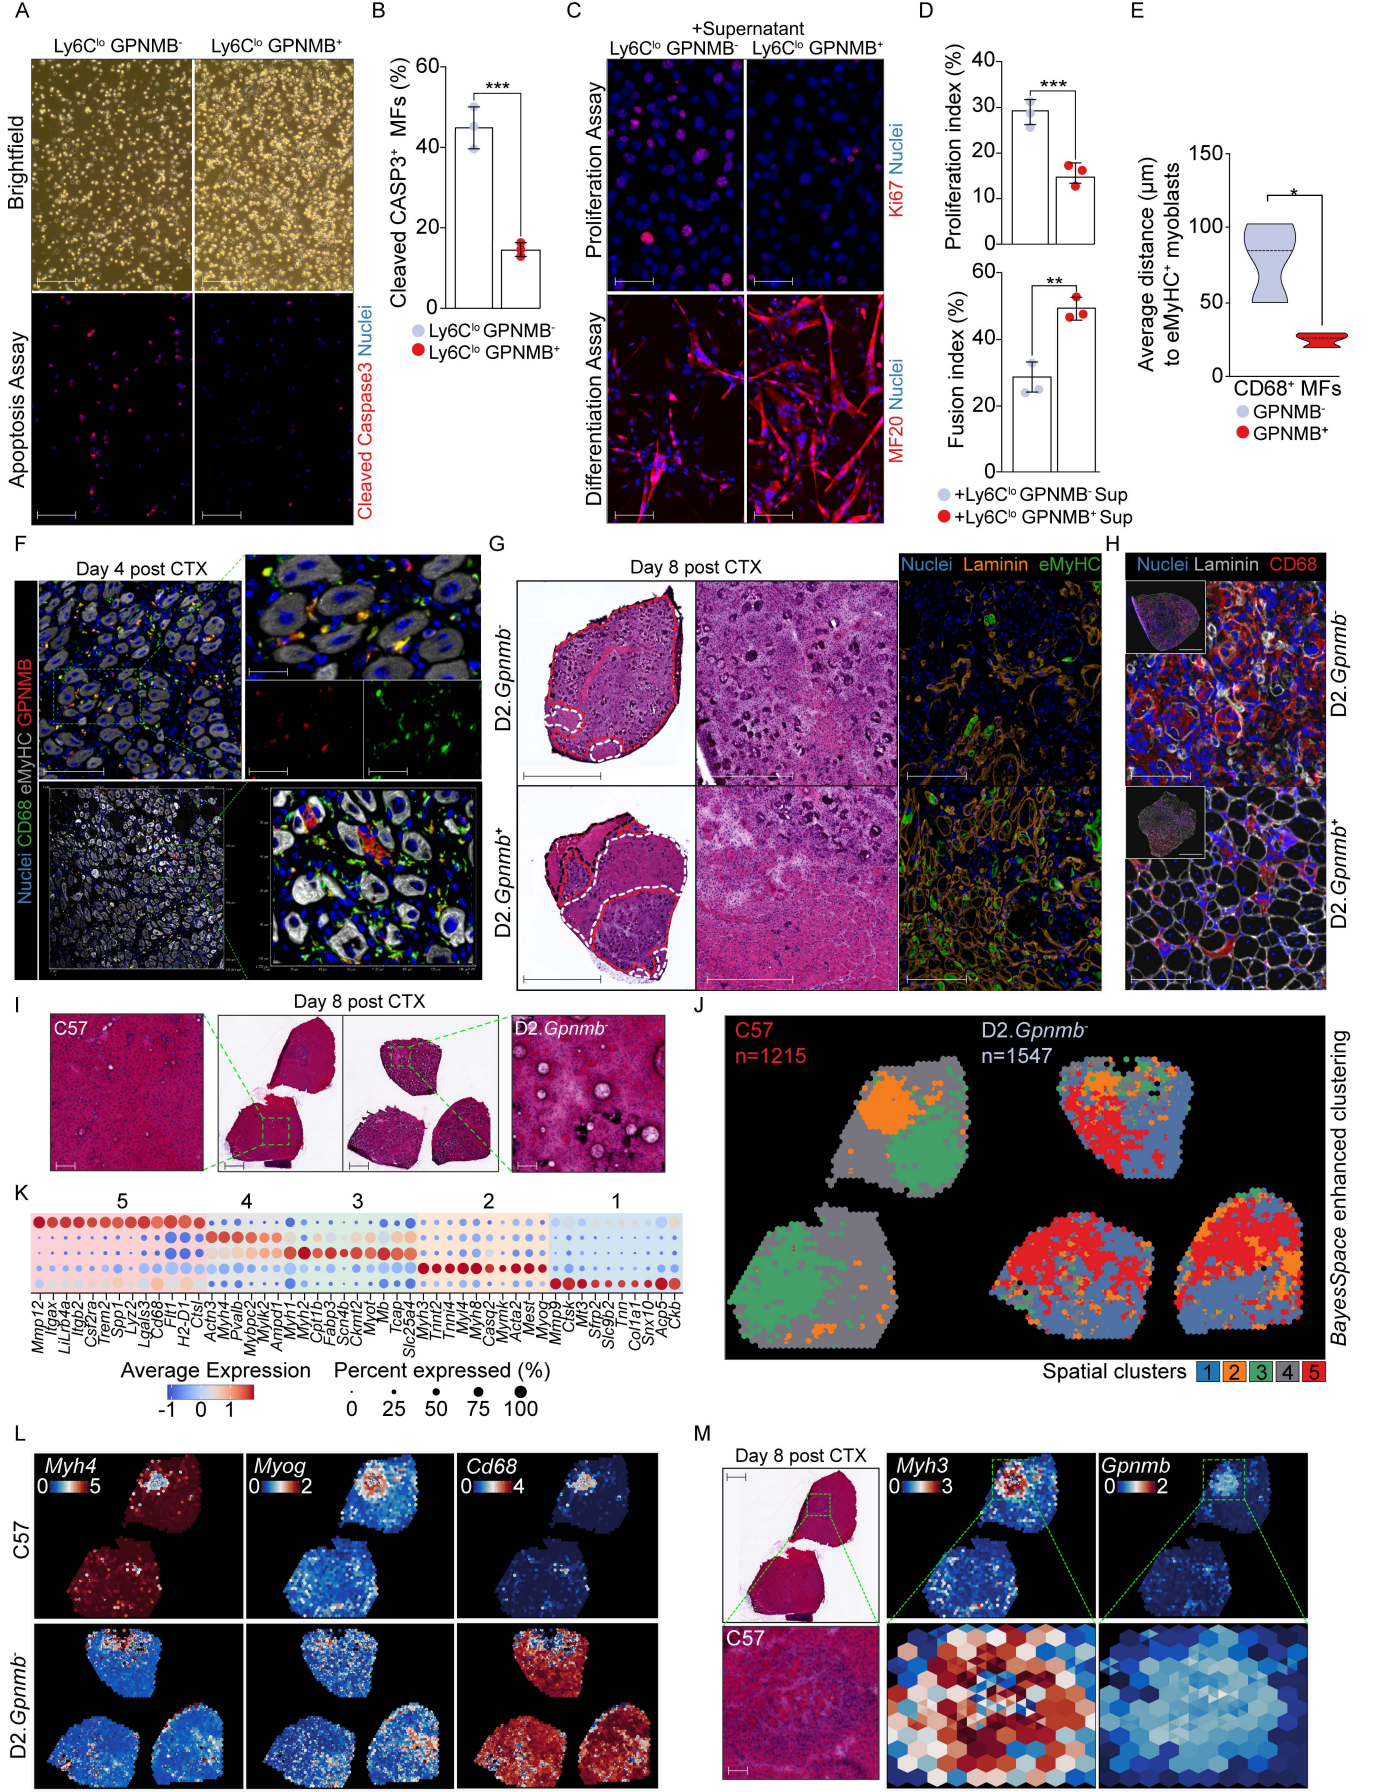 A
Ly6Clo GPNMB-
Ly6Clo GPNMB+
Brightfield
Apoptosis Assay
Cleaved Caspase3 Nuclei
B
Cleaved CASP3+ MFs (%)
60
40
20
0
***
Ly6Clo GPNMB-
Ly6Clo GPNMB+
C
+Supernatant
Ly6Clo GPNMB-
Ly6Clo GPNMB+
Proliferation Assay
Differentiation Assay
Ki67 Nuclei
MF20 Nuclei
D
Proliferation index (%)
40
30
20
10
0
***
Fusion index (%)
60
40
20
0
**
+Ly6Clo GPNMB- Sup
+Ly6Clo GPNMB+ Sup
E
Average distance (µm)
to eMyHC+ myoblasts
150
100
50
0
*
CD68+ MFs
GPNMB-
GPNMB+
F
Day 4 post CTX
Nuclei CD68 eMyHC GPNMB
G
Day 8 post CTX
D2.Gpnmb-
D2.Gpnmb+
Nuclei Laminin eMyHC
H
Nuclei Laminin CD68
D2.Gpnmb-
D2.Gpnmb+
I
Day 8 post CTX
C57
D2.Gpnmb-
J
C57
n=1215
D2.Gpnmb-
n=1547
BayesSpace enhanced clustering
Spatial clusters 1 2 3 4 5
K
5 4 3 2 1
Mmp12 Itgax LiLrb4a Itgb2 Csf2ra Trem2 Spp1 Lyz2 Lgals3 Cd68 Ftl1 H2-D1 Ctsl Actn3 Myh4 Pvalb Mybpc2 Mylk2 Ampd1 Myh1 Myh2 Cpt1b Fabp3 Scn4b Ckmt2 Myot Mb Tcap Slc25a4 Myh3 Tnnt2 Tnni1 Myl4 Myh8 Casq2 Mymk Acta2 Mest Myog Mmp9 Ctsk Mt3 Sfrp2 Slc9b2 Tnn Col11a1 Snx10 Acp5 Ckb
Average Expression
-1 0 1
Percent expressed (%)
0 25 50 75 100
L
Myh4
0 5
Myog
0 2
Cd68
0 4
C57
D2.Gpnmb-
M
Day 8 post CTX
Myh3
0 3
Gpnmb
0 2
C57